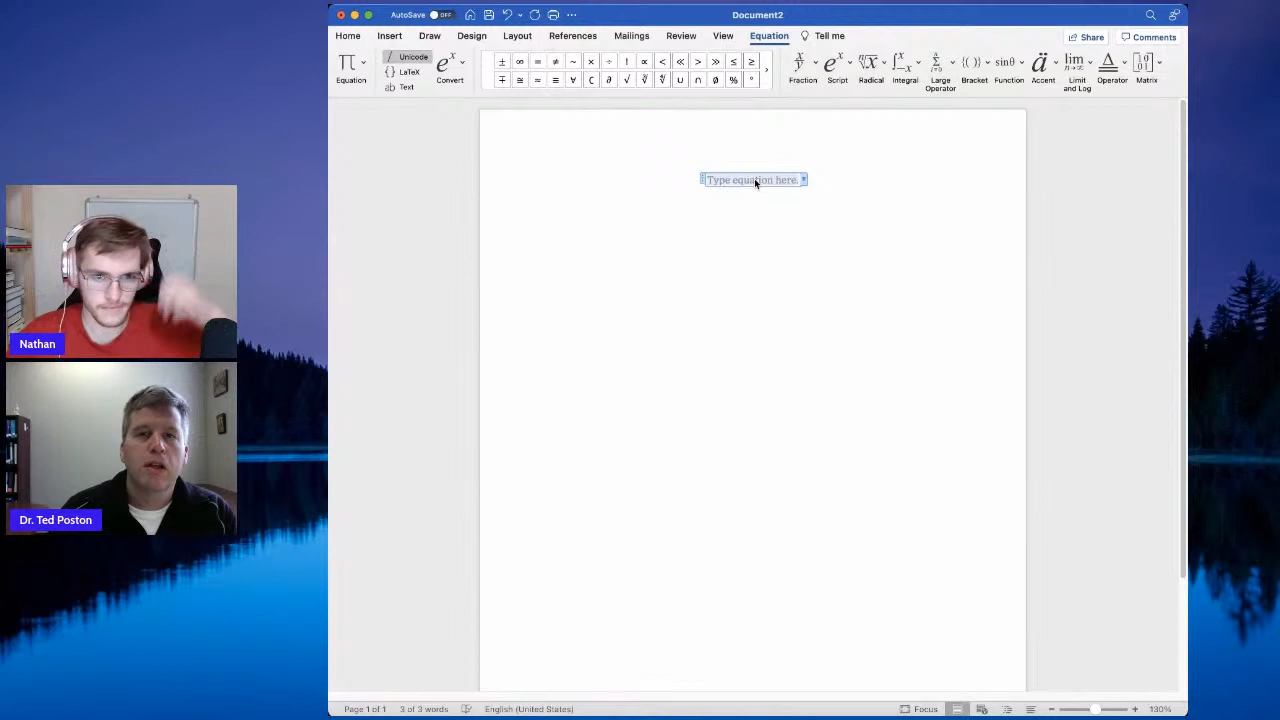 AutoSave OFF
Document2
Home Insert Draw Design Layout References Mailings Review View Equation Tell me
Share Comments
Equation
Unicode
LaTeX
Text
Convert
± ∞ = ≠ ~ × ÷ ! ∝ < ≪ > ≫ ≤ ≥
∓ ≅ ≈ ≡ ∀ ∁ ∂ √ ∛ ∜ ∪ ∩ ∅ % °
Fraction Script Radical Integral Large Operator Bracket Function Accent Limit and Log Operator Matrix
Type equation here.
Nathan
Dr. Ted Poston
Page 1 of 1 3 of 3 words English (United States) Focus 130%